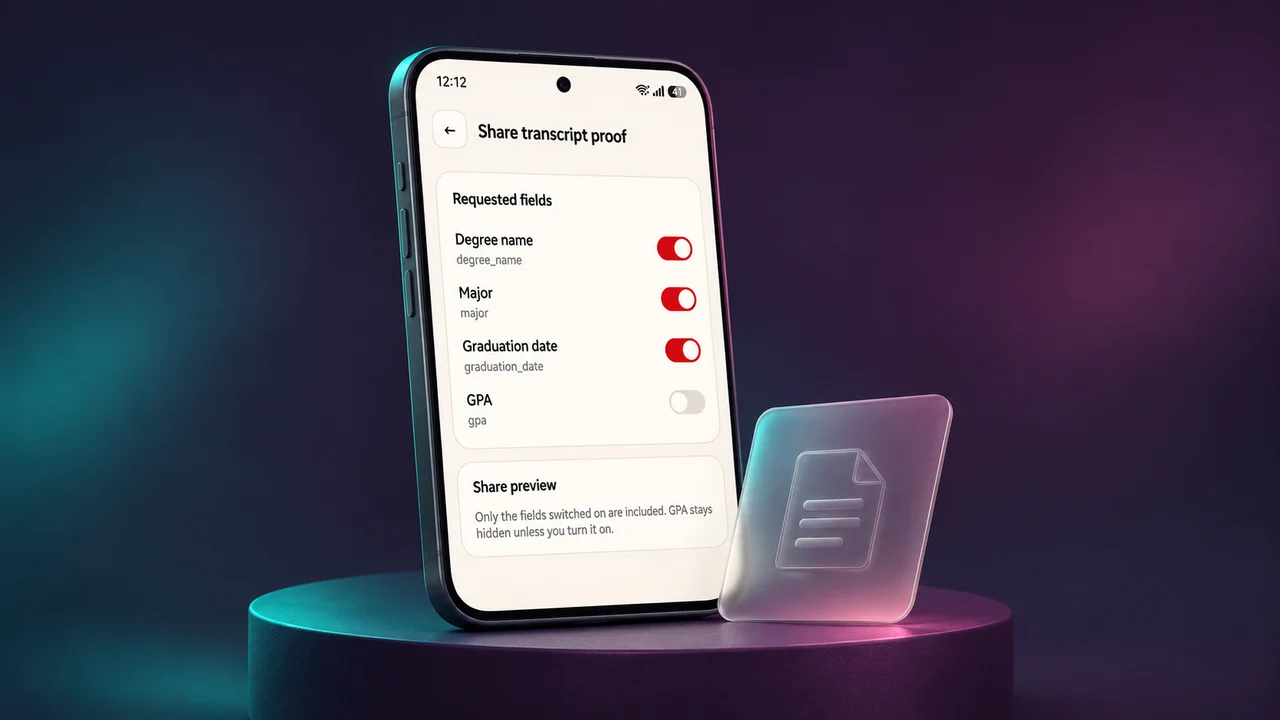 12:12
41
Share transcript proof
Requested fields
Degree name
degree_name
Major
major
Graduation date
graduation_date
GPA
gpa
Share preview
Only the fields switched on are included. GPA stays
hidden unless you turn it on.